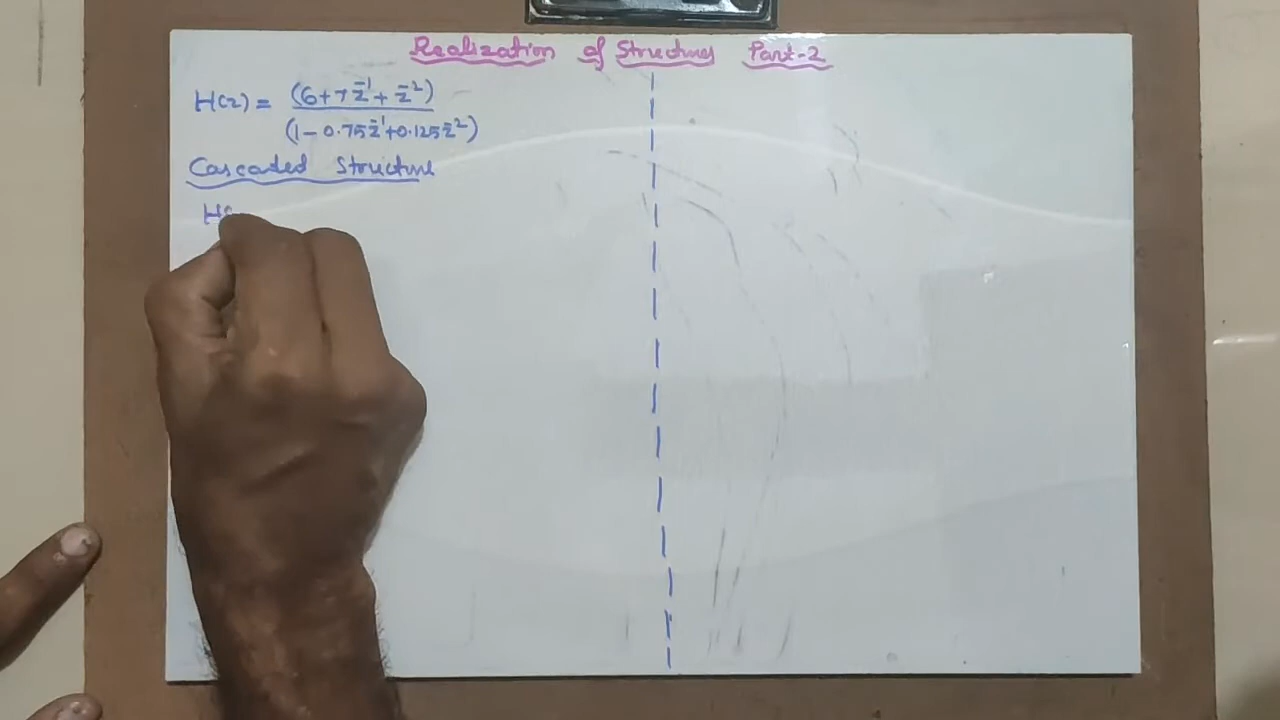 Realization of Structures Part-2
H(z) = (6+7z̄¹+ z̄²)
(1-0.75z̄¹+0.125z̄²)
Cascaded Structure
H(